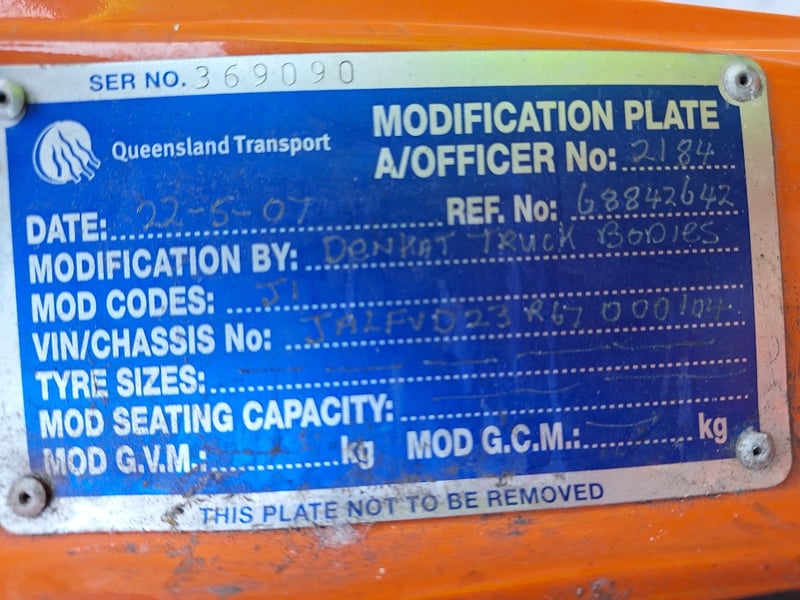 SER NO. 369090
Queensland Transport
MODIFICATION PLATE
A/OFFICER No: 2184
DATE: 22-5-07
REF. No: 68842642
MODIFICATION BY: DENKAT TRUCK BODIES
MOD CODES: J1
VIN/CHASSIS No: JALFVD23R67000104
TYRE SIZES:
MOD SEATING CAPACITY:
MOD G.V.M.: kg MOD G.C.M.: kg
THIS PLATE NOT TO BE REMOVED